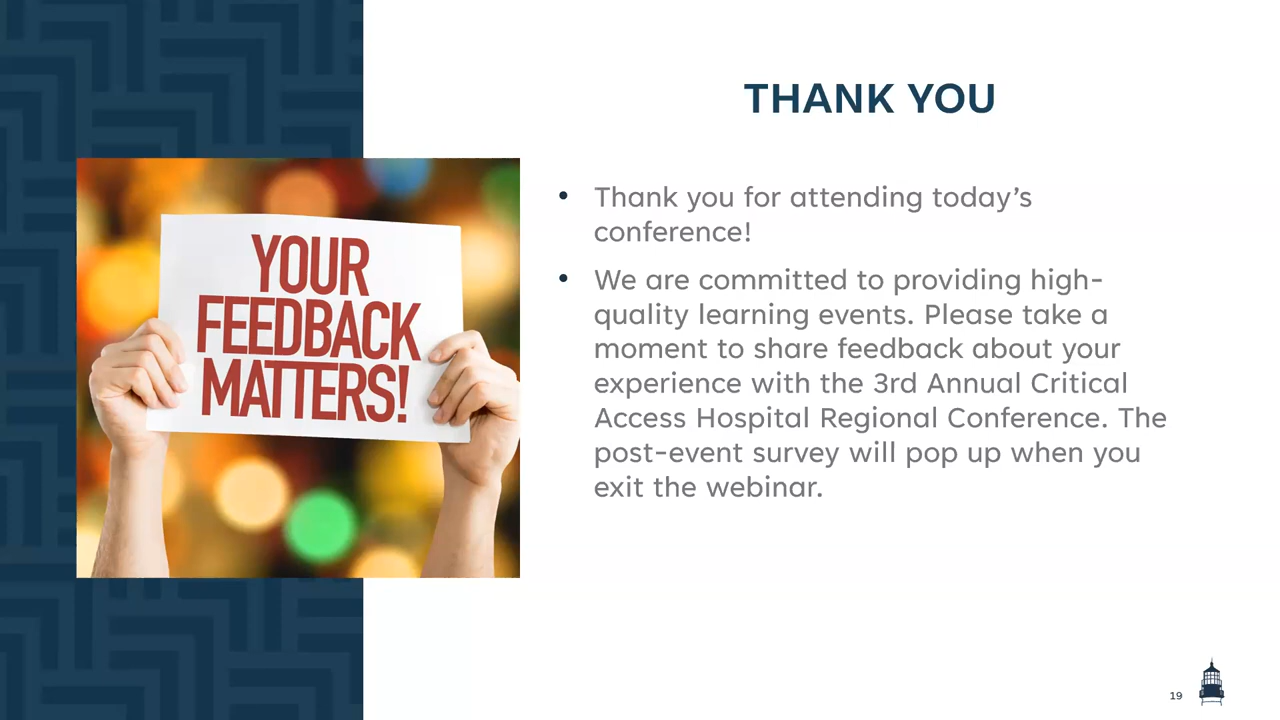 THANK YOU
YOUR
FEEDBACK
MATTERS!
• Thank you for attending today’s
conference!
• We are committed to providing high-
quality learning events. Please take a
moment to share feedback about your
experience with the 3rd Annual Critical
Access Hospital Regional Conference. The
post-event survey will pop up when you
exit the webinar.
19